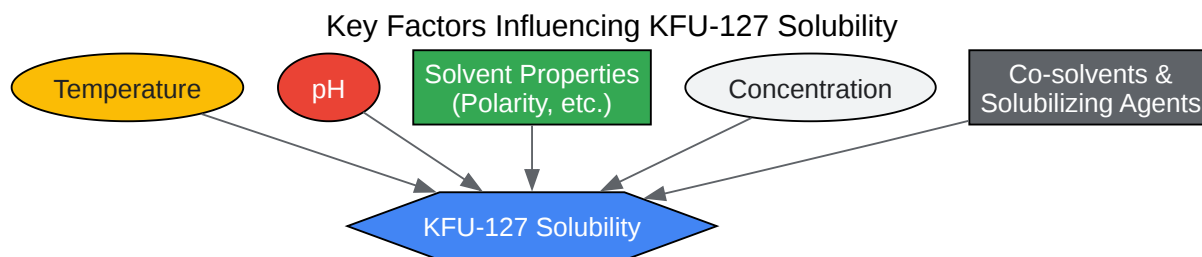 Key Factors Influencing KFU-127 Solubility
Temperature
pH
Solvent Properties
(Polarity, etc.)
Concentration
Co-solvents &
Solubilizing Agents
KFU-127 Solubility